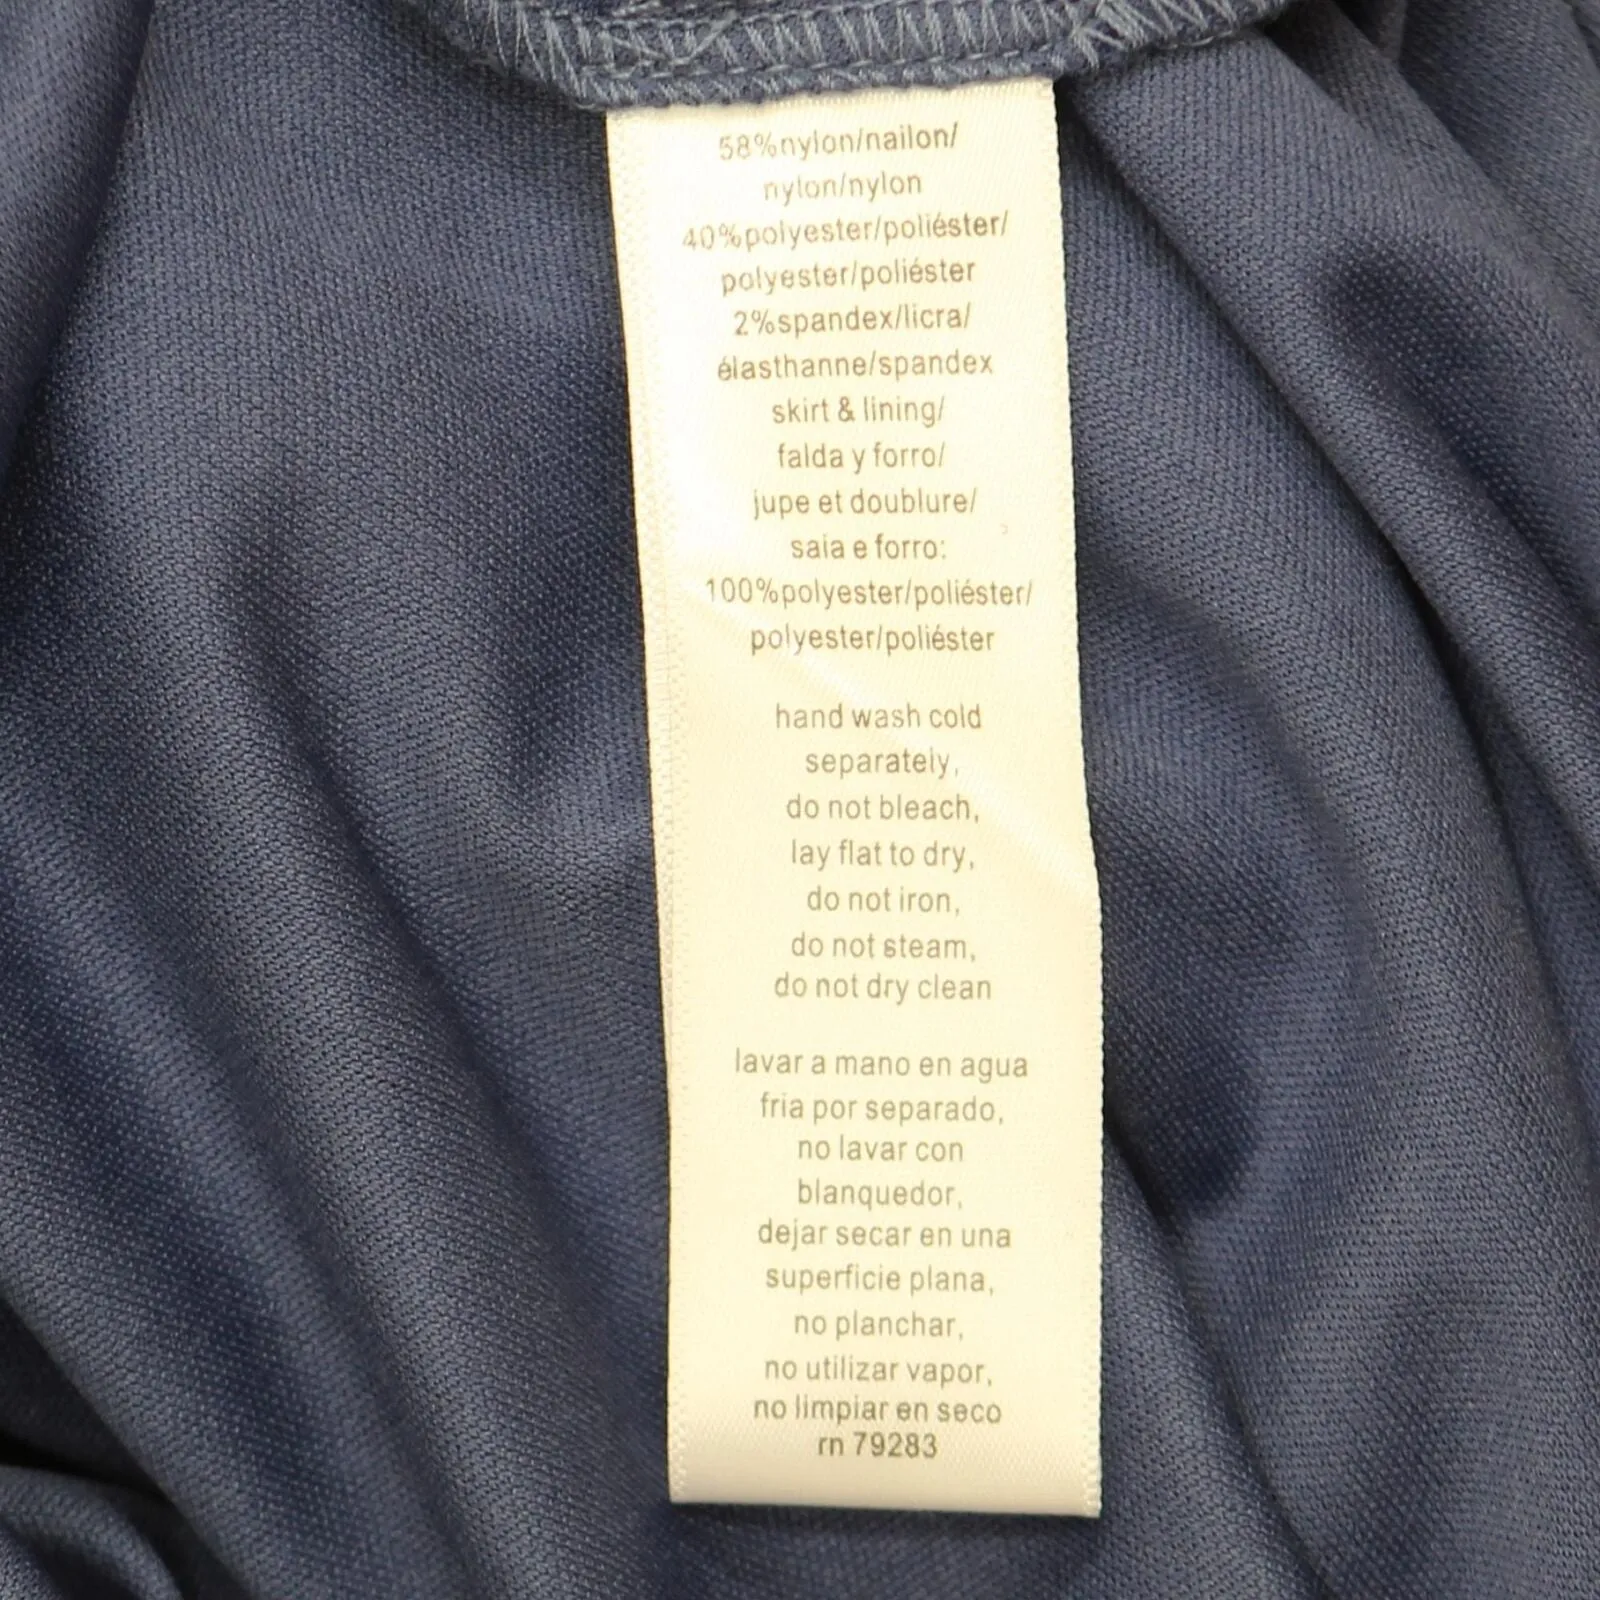 58%nylon/nailon/
nylon/nylon
40%polyester/poliéster/
polyester/poliéster
2%spandex/licra/
élasthanne/spandex
skirt & lining/
falda y forro/
jupe et doublure/
saia e forro:
100%polyester/poliéster/
polyester/poliéster
hand wash cold
separately,
do not bleach,
lay flat to dry,
do not iron,
do not steam,
do not dry clean
lavar a mano en agua
fria por separado,
no lavar con
blanquedor,
dejar secar en una
superficie plana,
no planchar,
no utilizar vapor,
no limpiar en seco
rn 79283